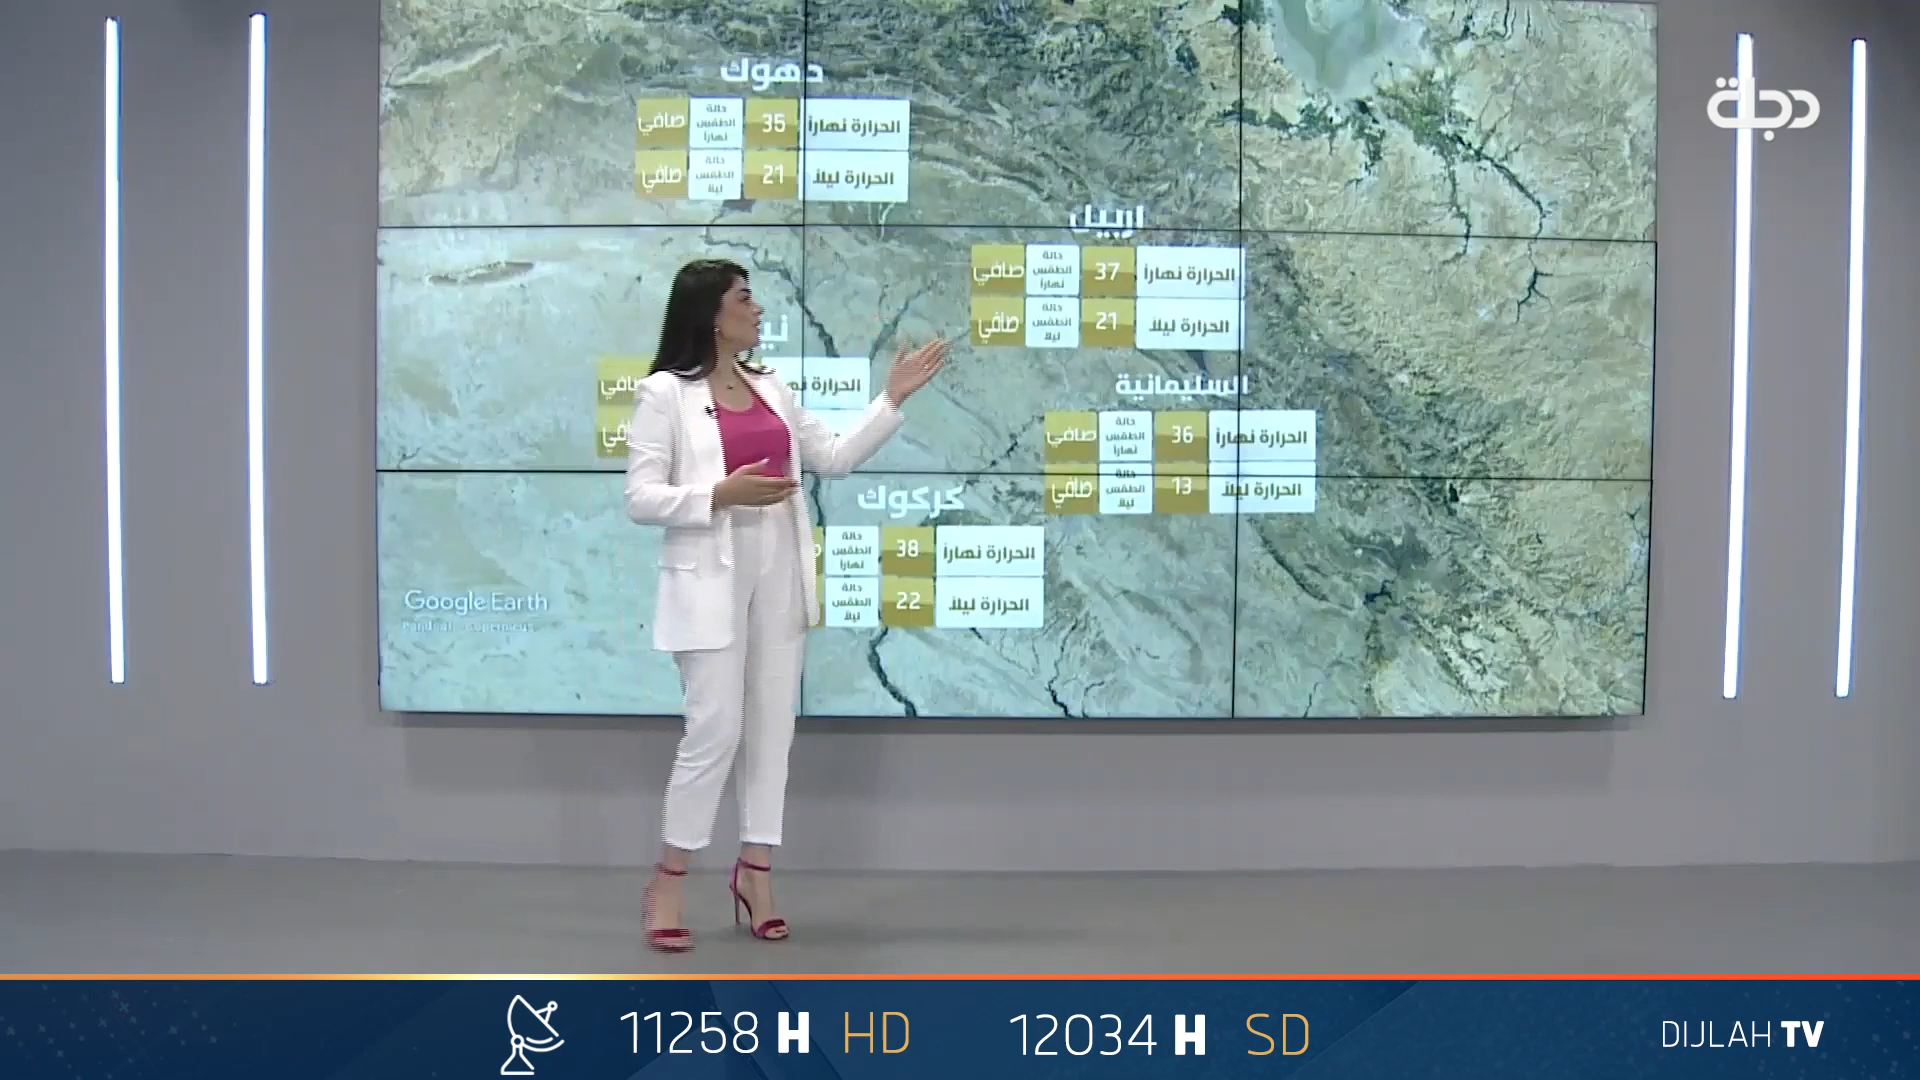 دجلة
دهوك
الحرارة نهاراً 35 حالة الطقس نهاراً صافي
الحرارة ليلاً 21 حالة الطقس ليلاً صافي
اربيل
الحرارة نهاراً 37 حالة الطقس نهاراً صافي
الحرارة ليلاً 21 حالة الطقس ليلاً صافي
الحرارة
السليمانية
الحرارة نهاراً 36 حالة الطقس نهاراً صافي
الحرارة ليلاً 13 حالة الطقس ليلاً صافي
كركوك
الحرارة نهاراً 38 حالة الطقس نهاراً
الحرارة ليلاً 22 حالة الطقس ليلاً
Google Earth
11258 H HD 12034 H SD DIJLAH TV